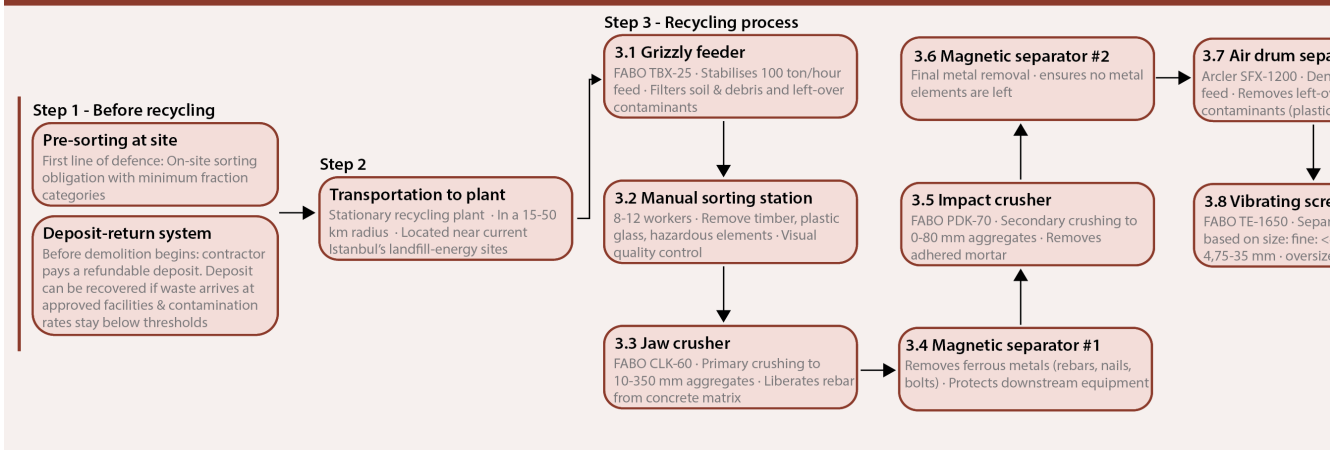 Step 1 - Before recycling
Pre-sorting at site
First line of defence: On-site sorting
obligation with minimum fraction
categories
Deposit-return system
Before demolition begins: contractor
pays a refundable deposit. Deposit
can be recovered if waste arrives at
approved facilities & contamination
rates stay below thresholds
Step 2
Transportation to plant
Stationary recycling plant · In a 15-50
km radius · Located near current
Istanbul's landfill-energy sites
Step 3 - Recycling process
3.1 Grizzly feeder
FABO TBX-25 · Stabilises 100 ton/hour
feed · Filters soil & debris and left-over
contaminants
3.2 Manual sorting station
8-12 workers · Remove timber, plastic
glass, hazardous elements · Visual
quality control
3.3 Jaw crusher
FABO CLK-60 · Primary crushing to
10-350 mm aggregates · Liberates rebar
from concrete matrix
3.4 Magnetic separator #1
Removes ferrous metals (rebars, nails,
bolts) · Protects downstream equipment
3.5 Impact crusher
FABO PDK-70 · Secondary crushing to
0-80 mm aggregates · Removes
adhered mortar
3.6 Magnetic separator #2
Final metal removal · ensures no metal
elements are left
3.7 Air drum sepa
Arcler SFX-1200 · Den
feed · Removes left-o
contaminants (plastic
3.8 Vibrating scre
FABO TE-1650 · Separ
based on size: fine: <
4,75-35 mm · oversize